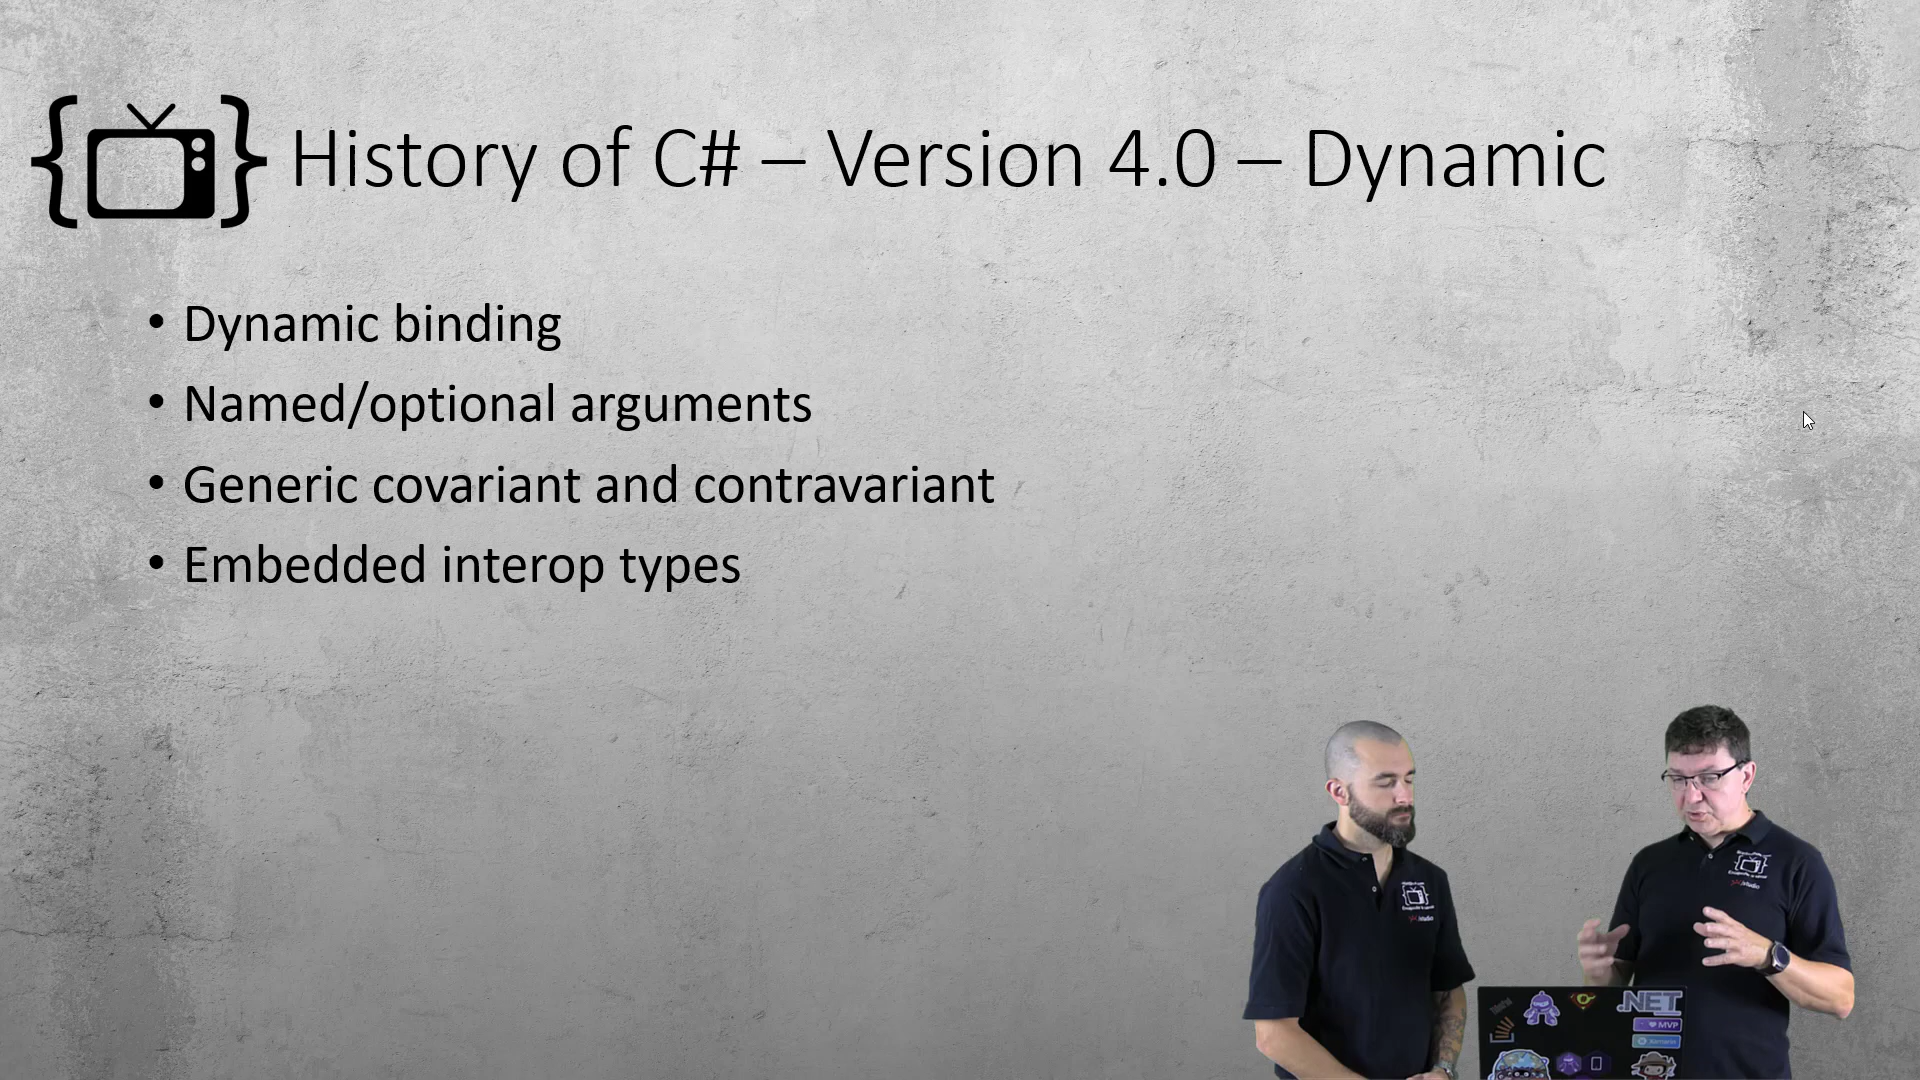 History of C# – Version 4.0 – Dynamic
• Dynamic binding
• Named/optional arguments
• Generic covariant and contravariant
• Embedded interop types
.NET
MVP
Xamarin